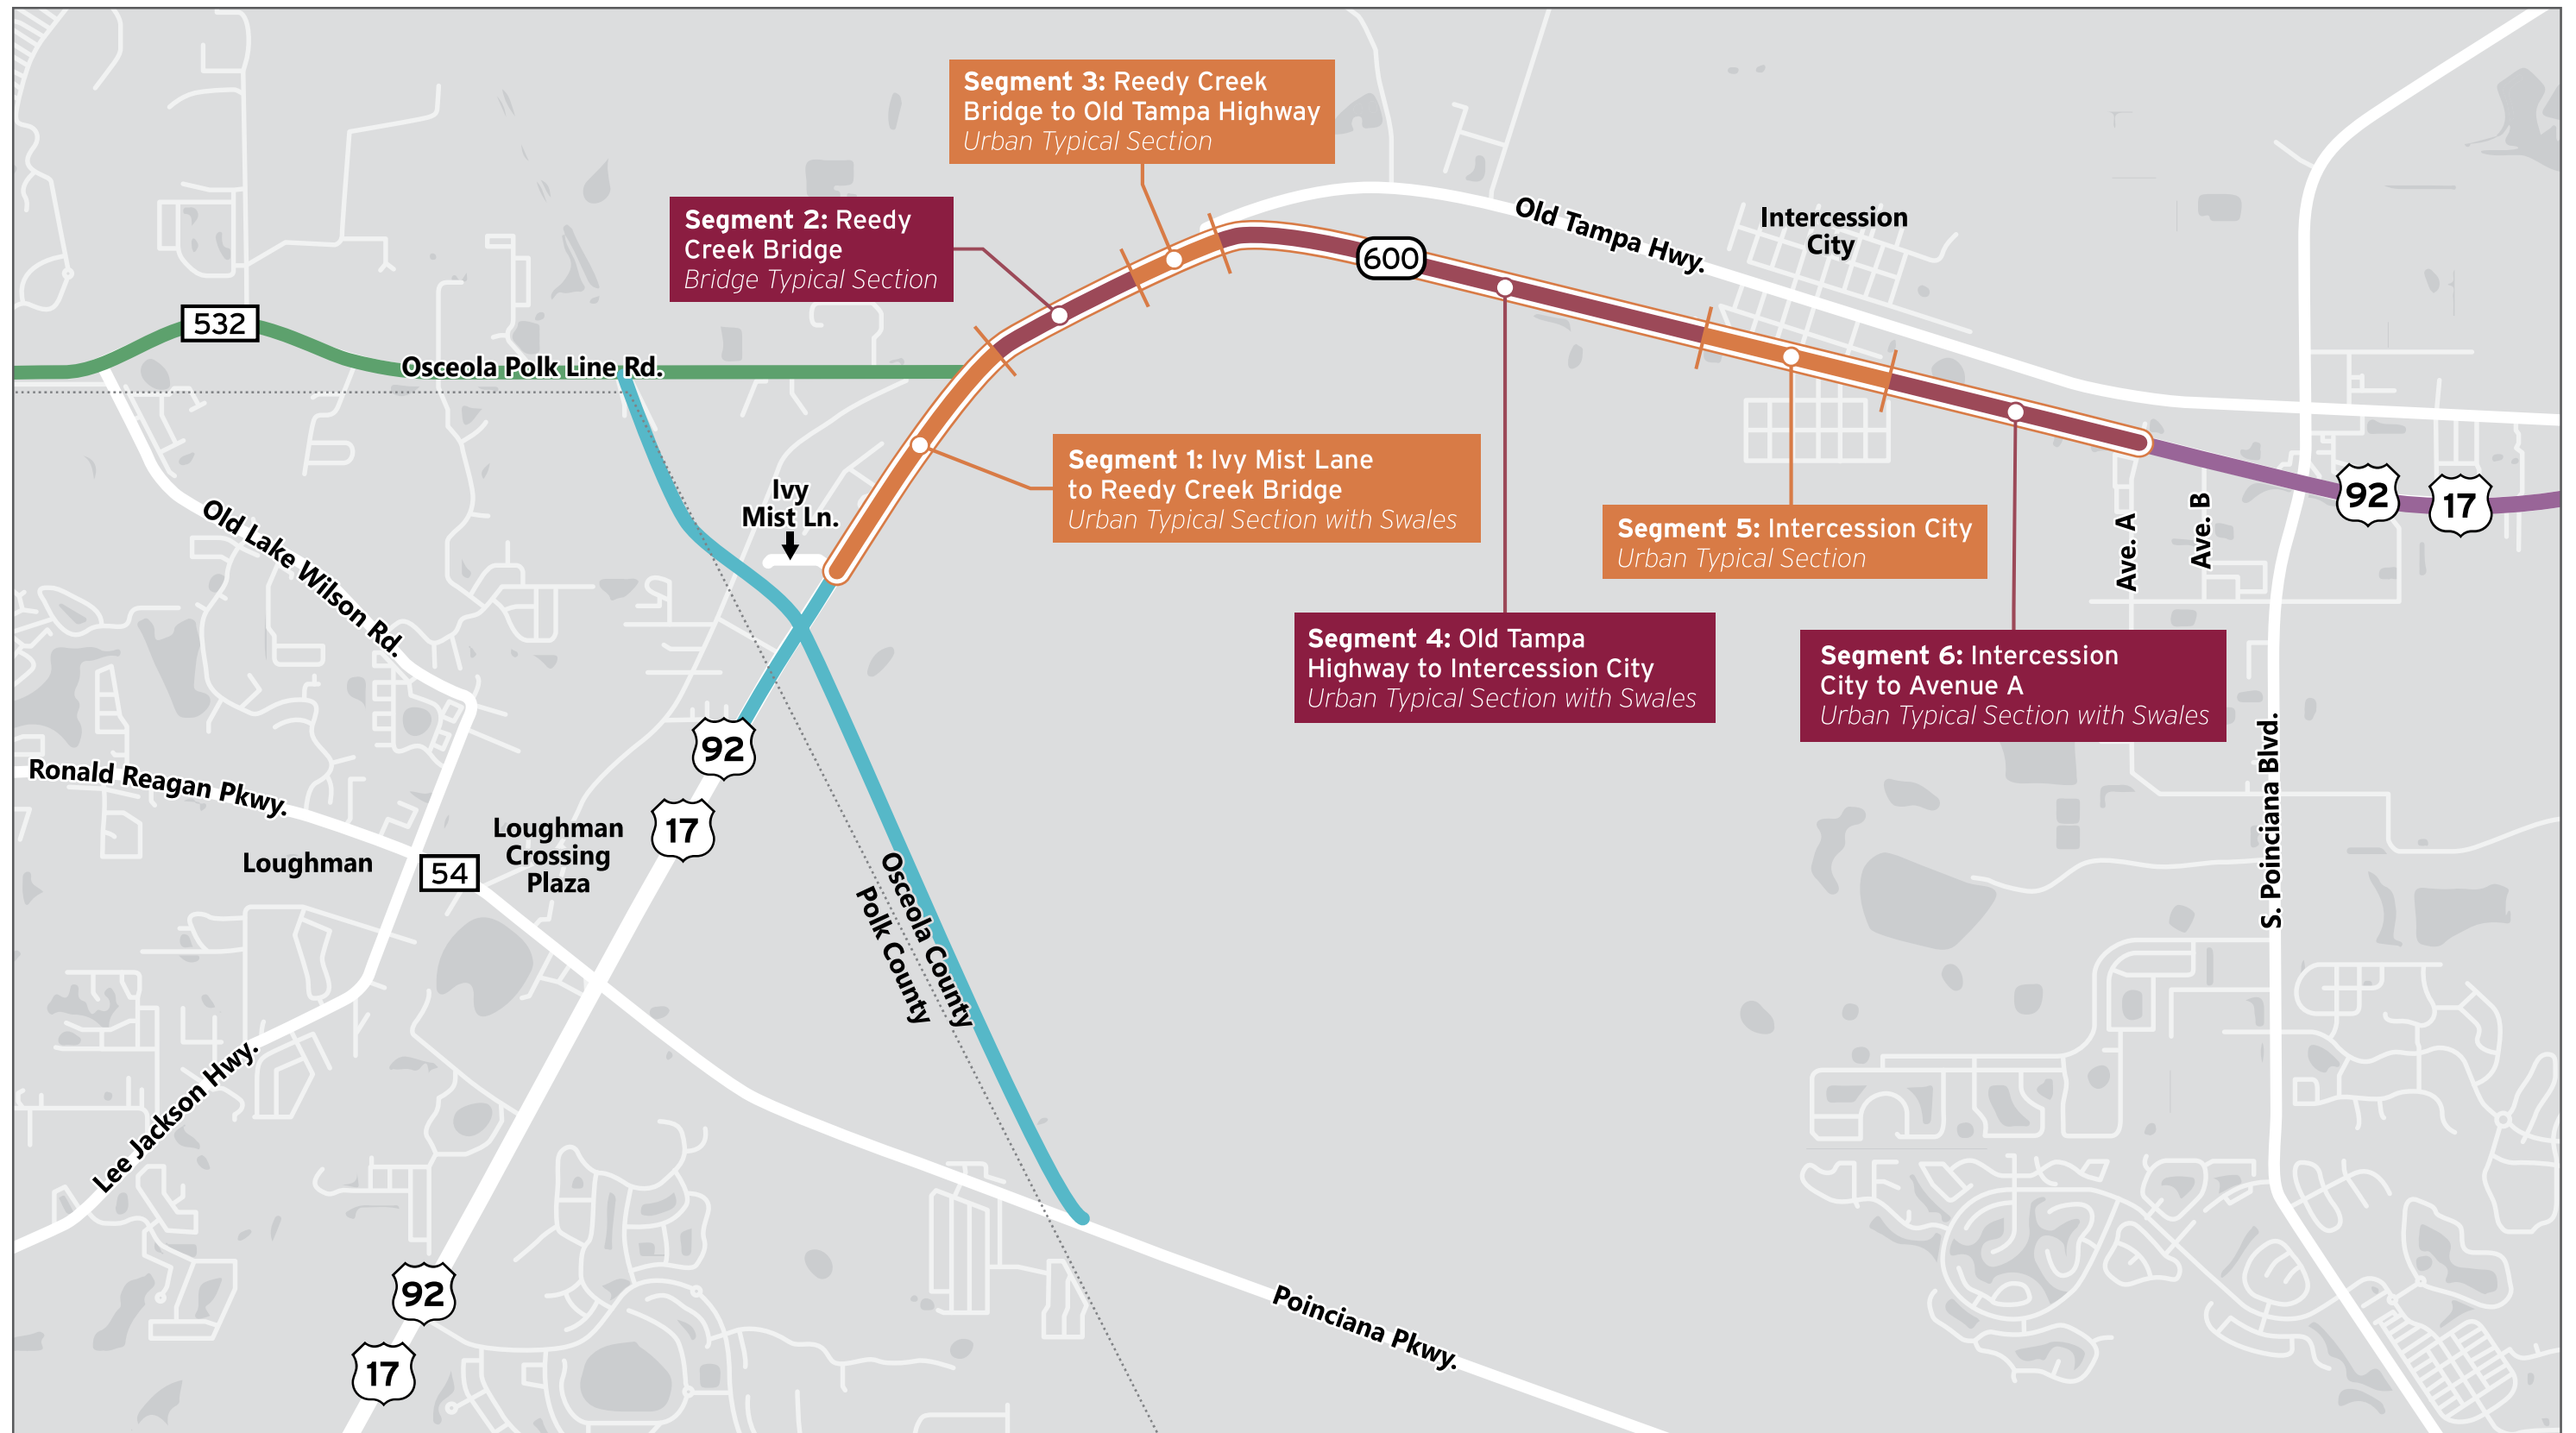 Segment 3: Reedy Creek
Bridge to Old Tampa Highway
Urban Typical Section
Segment 2: Reedy
Creek Bridge
Bridge Typical Section
Old Tampa Hwy.
Intercession
City
600
532
Osceola Polk Line Rd.
Segment 1: Ivy Mist Lane
to Reedy Creek Bridge
Urban Typical Section with Swales
Ivy
Mist Ln.
92
17
Segment 5: Intercession City
Urban Typical Section
Ave. A
Ave. B
Old Lake Wilson Rd.
Segment 4: Old Tampa
Highway to Intercession City
Urban Typical Section with Swales
Segment 6: Intercession
City to Avenue A
Urban Typical Section with Swales
S. Poinciana Blvd.
92
17
Ronald Reagan Pkwy.
Loughman
54
Loughman
Crossing
Plaza
Osceola County
Polk County
Lee Jackson Hwy.
92
17
Poinciana Pkwy.